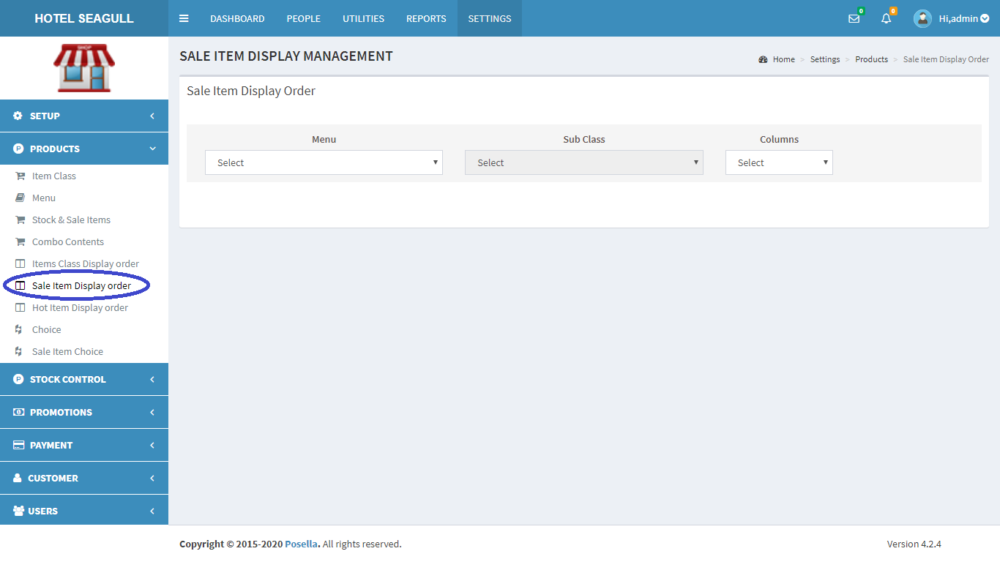 HOTEL SEAGULL
DASHBOARD PEOPLE UTILITIES REPORTS SETTINGS
0 0 Hi,admin
SHOP
SALE ITEM DISPLAY MANAGEMENT
Home > Settings > Products > Sale Item Display Order
Sale Item Display Order
Menu Sub Class Columns
Select Select Select
SETUP
PRODUCTS
Item Class
Menu
Stock & Sale Items
Combo Contents
Items Class Display order
Sale Item Display order
Hot Item Display order
Choice
Sale Item Choice
STOCK CONTROL
PROMOTIONS
PAYMENT
CUSTOMER
USERS
Copyright © 2015-2020 Posella. All rights reserved.
Version 4.2.4